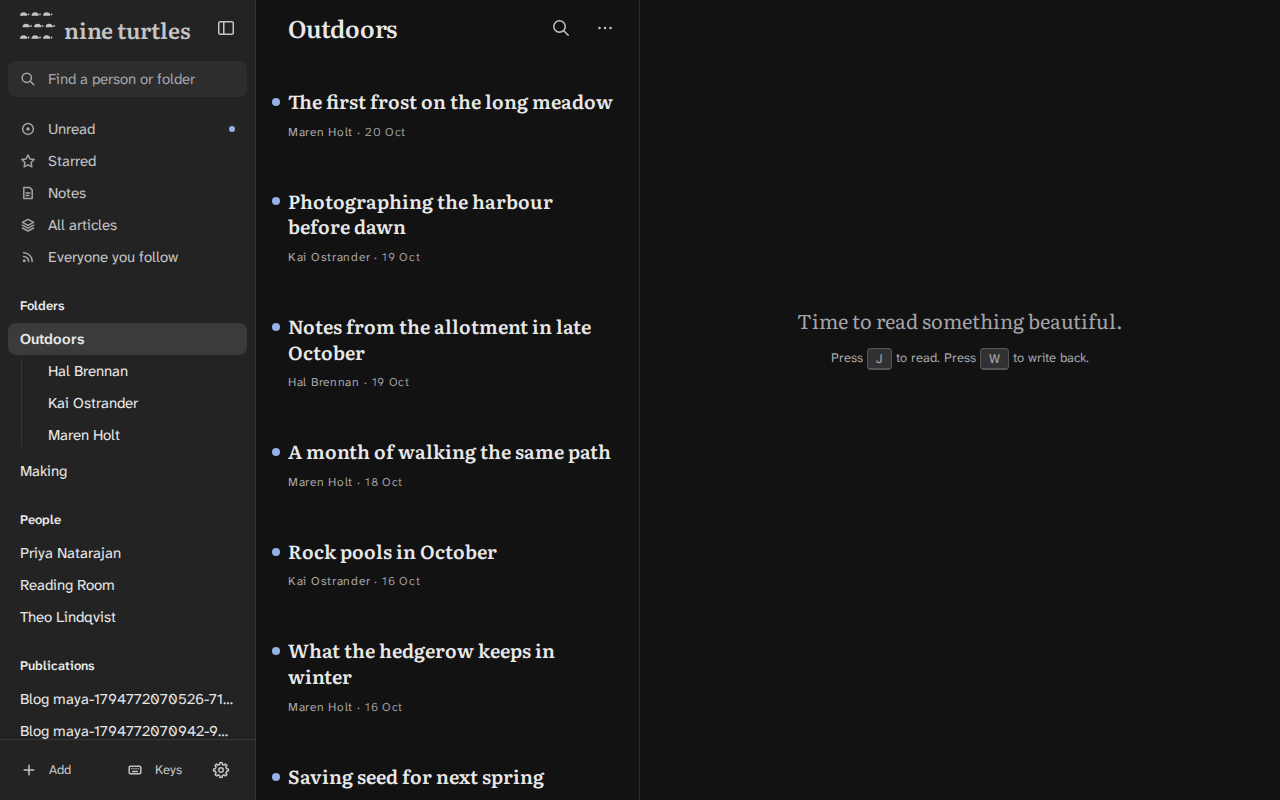 nine turtles
Find a person or folder
Unread
Starred
Notes
All articles
Everyone you follow
Folders
Outdoors
Hal Brennan
Kai Ostrander
Maren Holt
Making
People
Priya Natarajan
Reading Room
Theo Lindqvist
Publications
Blog maya-1794772070526-71...
Blog maya-1794772070942-9...
Add
Keys
Outdoors
The first frost on the long meadow
Maren Holt · 20 Oct
Photographing the harbour
before dawn
Kai Ostrander · 19 Oct
Notes from the allotment in late
October
Hal Brennan · 19 Oct
A month of walking the same path
Maren Holt · 18 Oct
Rock pools in October
Kai Ostrander · 16 Oct
What the hedgerow keeps in
winter
Maren Holt · 16 Oct
Saving seed for next spring
Time to read something beautiful.
Press J to read. Press W to write back.